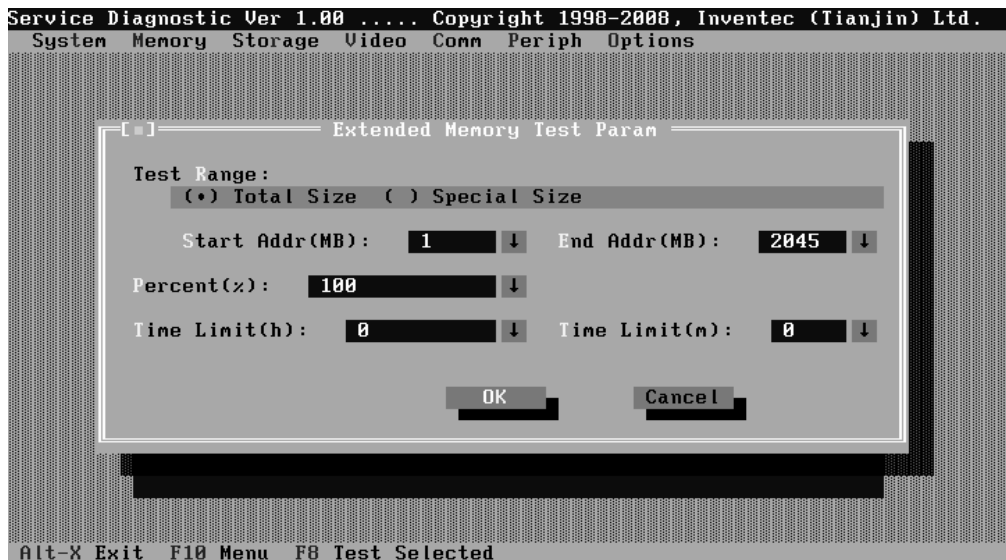 Service Diagnostic Ver 1.00 ..... Copyright 1998-2008, Inventec (Tianjin) Ltd.
System Memory Storage Video Comm Periph Options
[■] Extended Memory Test Param
Test Range:
(•) Total Size ( ) Special Size
Start Addr(MB): 1 ↓ End Addr(MB): 2045 ↓
Percent(%): 100 ↓
Time Limit(h): 0 ↓ Time Limit(m): 0 ↓
OK Cancel
Alt-X Exit F10 Menu F8 Test Selected